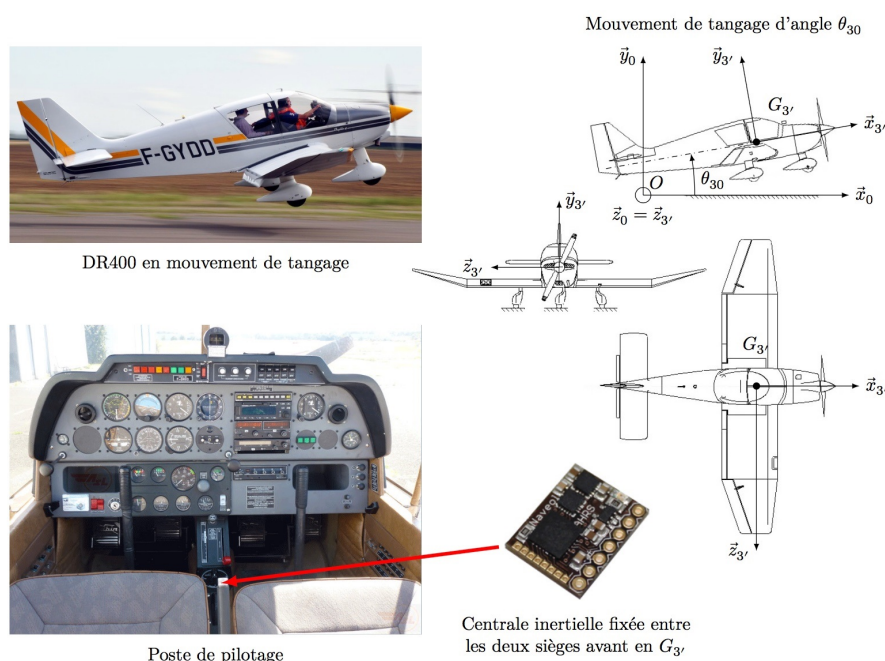 Mouvement de tangage d'angle θ₃₀
y⃗₀
y⃗₃′
G₃′
x⃗₃′
F-GYDD
θ₃₀
O
x⃗₀
z⃗₀ = z⃗₃′
DR400 en mouvement de tangage
y⃗₃′
z⃗₃′
G₃′
x⃗₃′
z⃗₃′
Centrale inertielle fixée entre
les deux sièges avant en G₃′
Poste de pilotage